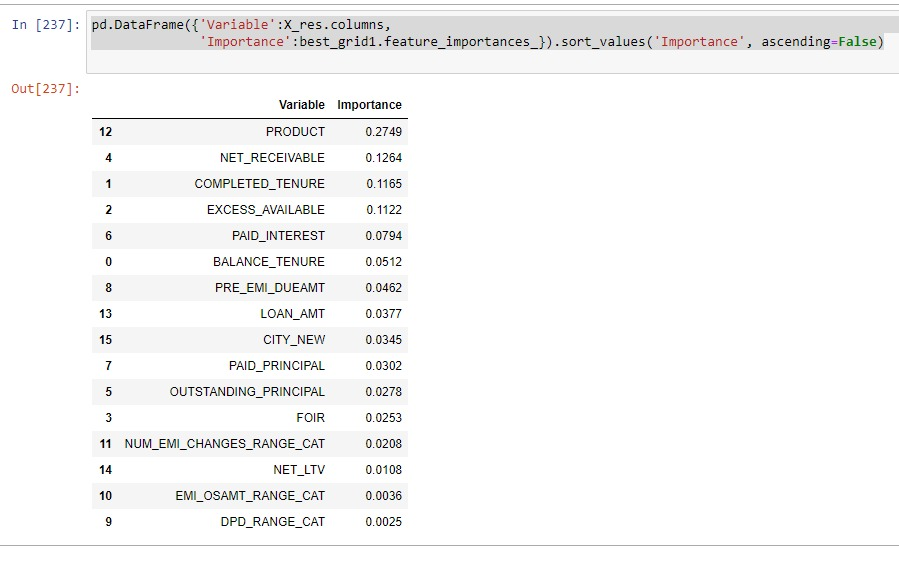 In [237]: pd.DataFrame({'Variable':X_res.columns,
'Importance':best_grid1.feature_importances_}).sort_values('Importance', ascending=False)
Out[237]:
Variable Importance
12 PRODUCT 0.2749
4 NET_RECEIVABLE 0.1264
1 COMPLETED_TENURE 0.1165
2 EXCESS_AVAILABLE 0.1122
6 PAID_INTEREST 0.0794
0 BALANCE_TENURE 0.0512
8 PRE_EMI_DUEAMT 0.0462
13 LOAN_AMT 0.0377
15 CITY_NEW 0.0345
7 PAID_PRINCIPAL 0.0302
5 OUTSTANDING_PRINCIPAL 0.0278
3 FOIR 0.0253
11 NUM_EMI_CHANGES_RANGE_CAT 0.0208
14 NET_LTV 0.0108
10 EMI_OSAMT_RANGE_CAT 0.0036
9 DPD_RANGE_CAT 0.0025